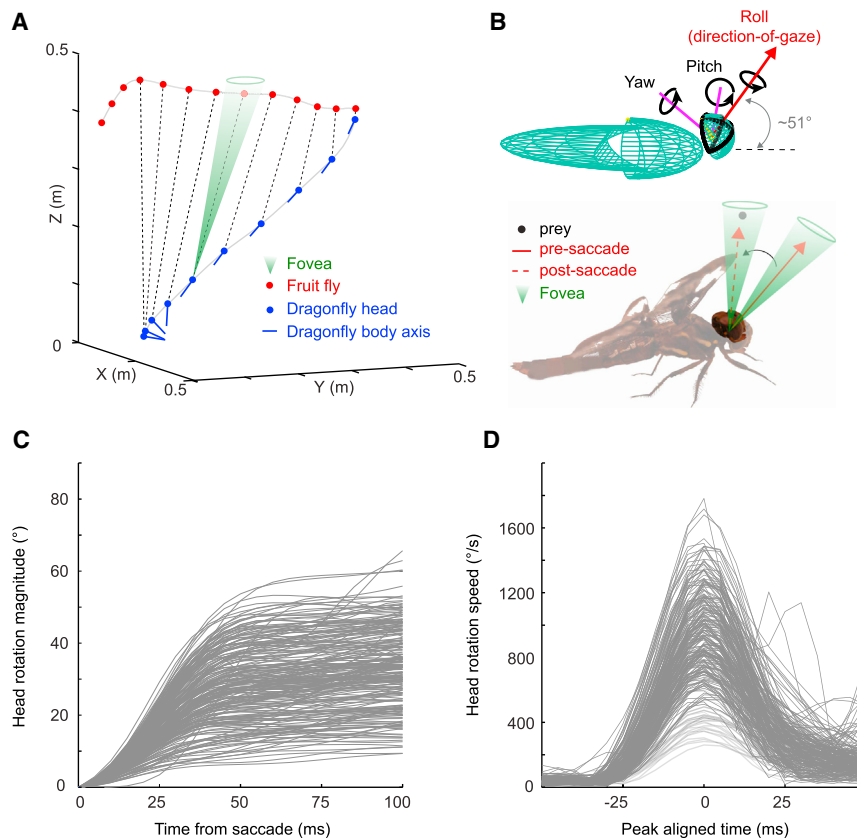 A
0.5
Z (m)
0
X (m)
0.5
Y (m)
0.5
Fovea
Fruit fly
Dragonfly head
Dragonfly body axis
B
Roll
(direction-of-gaze)
Pitch
Yaw
~51°
prey
pre-saccade
post-saccade
Fovea
C
Head rotation magnitude (°)
80
60
40
20
0
0 25 50 75 100
Time from saccade (ms)
D
Head rotation speed (°/s)
1600
1200
800
400
0
-25 0 25
Peak aligned time (ms)